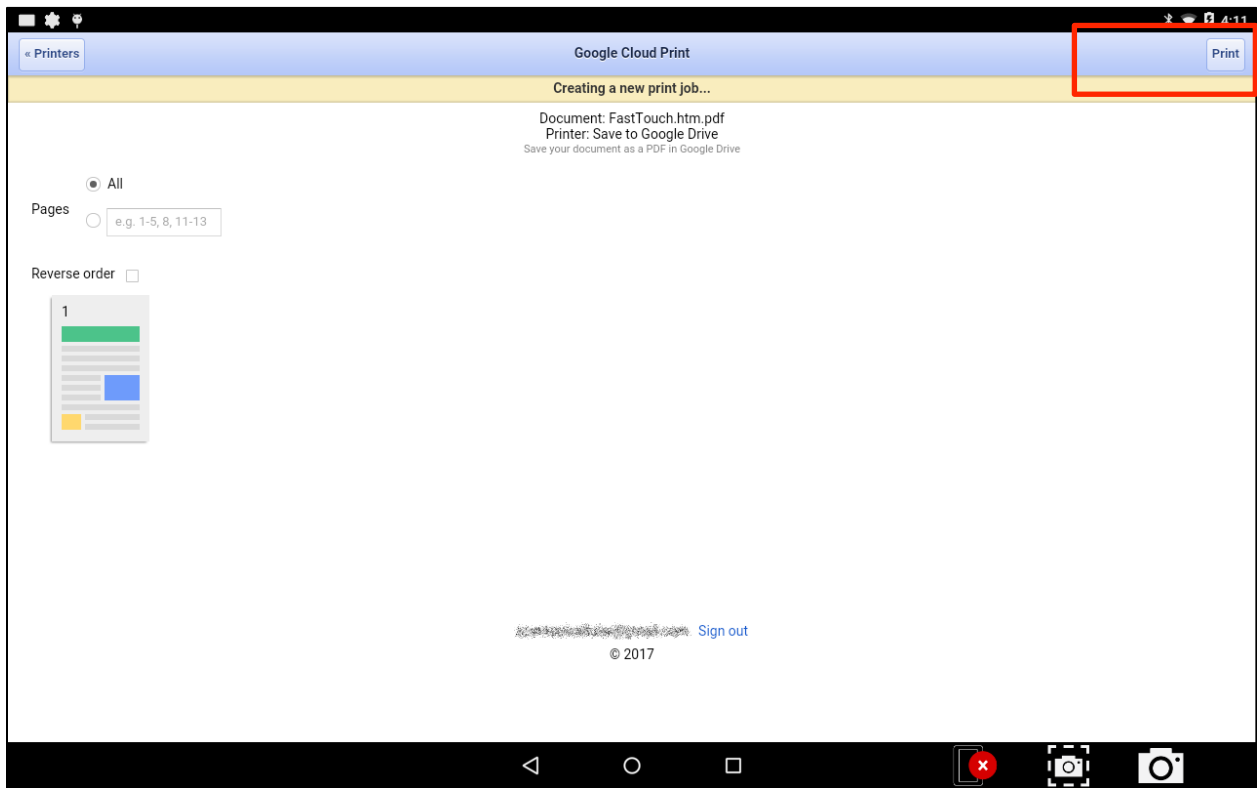 4:11
« Printers Google Cloud Print Print
Creating a new print job...
Document: FastTouch.htm.pdf
Printer: Save to Google Drive
Save your document as a PDF in Google Drive
All
Pages
e.g. 1-5, 8, 11-13
Reverse order
1
Sign out
© 2017